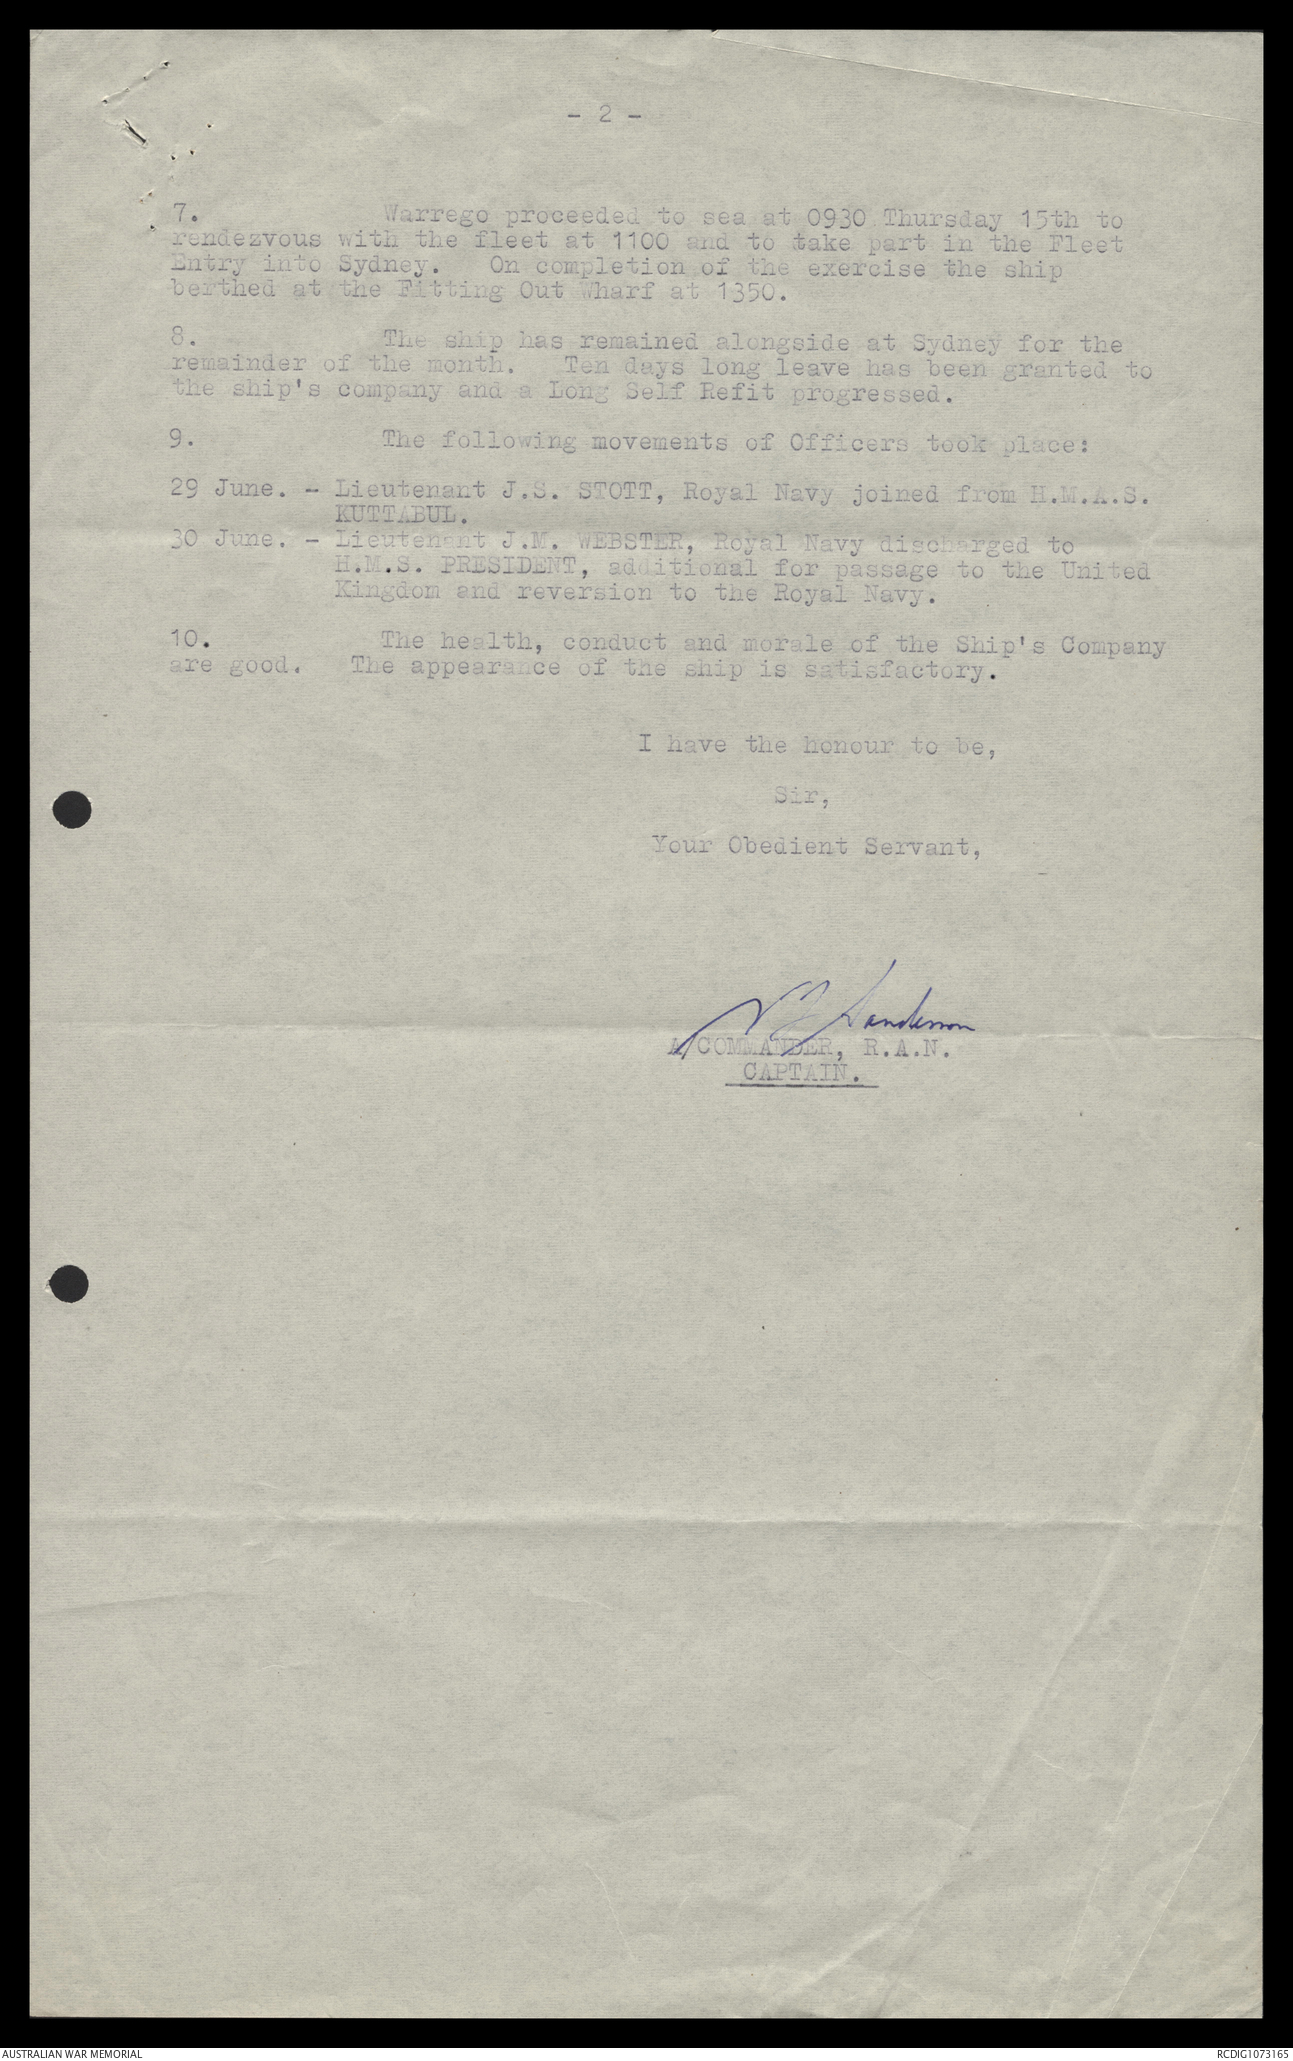 - 2 -
7. Warrego proceeded to sea at 0930 Thursday 15th to
rendezvous with the fleet at 1100 and to take part in the Fleet
Entry into Sydney. On completion of the exercise the ship
berthed at the Fitting Out Wharf at 1350.
8. The ship has remained alongside at Sydney for the
remainder of the month. Ten days long leave has been granted to
the ship's company and a Long Self Refit progressed.
9. The following movements of Officers took place:
29 June. - Lieutenant J.S. STOTT, Royal Navy joined from H.M.A.S.
KUTTABUL.
30 June. - Lieutenant J.M. WEBSTER, Royal Navy discharged to
H.M.S. PRESIDENT, additional for passage to the United
Kingdom and reversion to the Royal Navy.
10. The health, conduct and morale of the Ship's Company
are good. The appearance of the ship is satisfactory.
I have the honour to be,
Sir,
Your Obedient Servant,
Sanderson
A/COMMANDER, R.A.N.
CAPTAIN.
AUSTRALIAN WAR MEMORIAL
RCDIG1073165